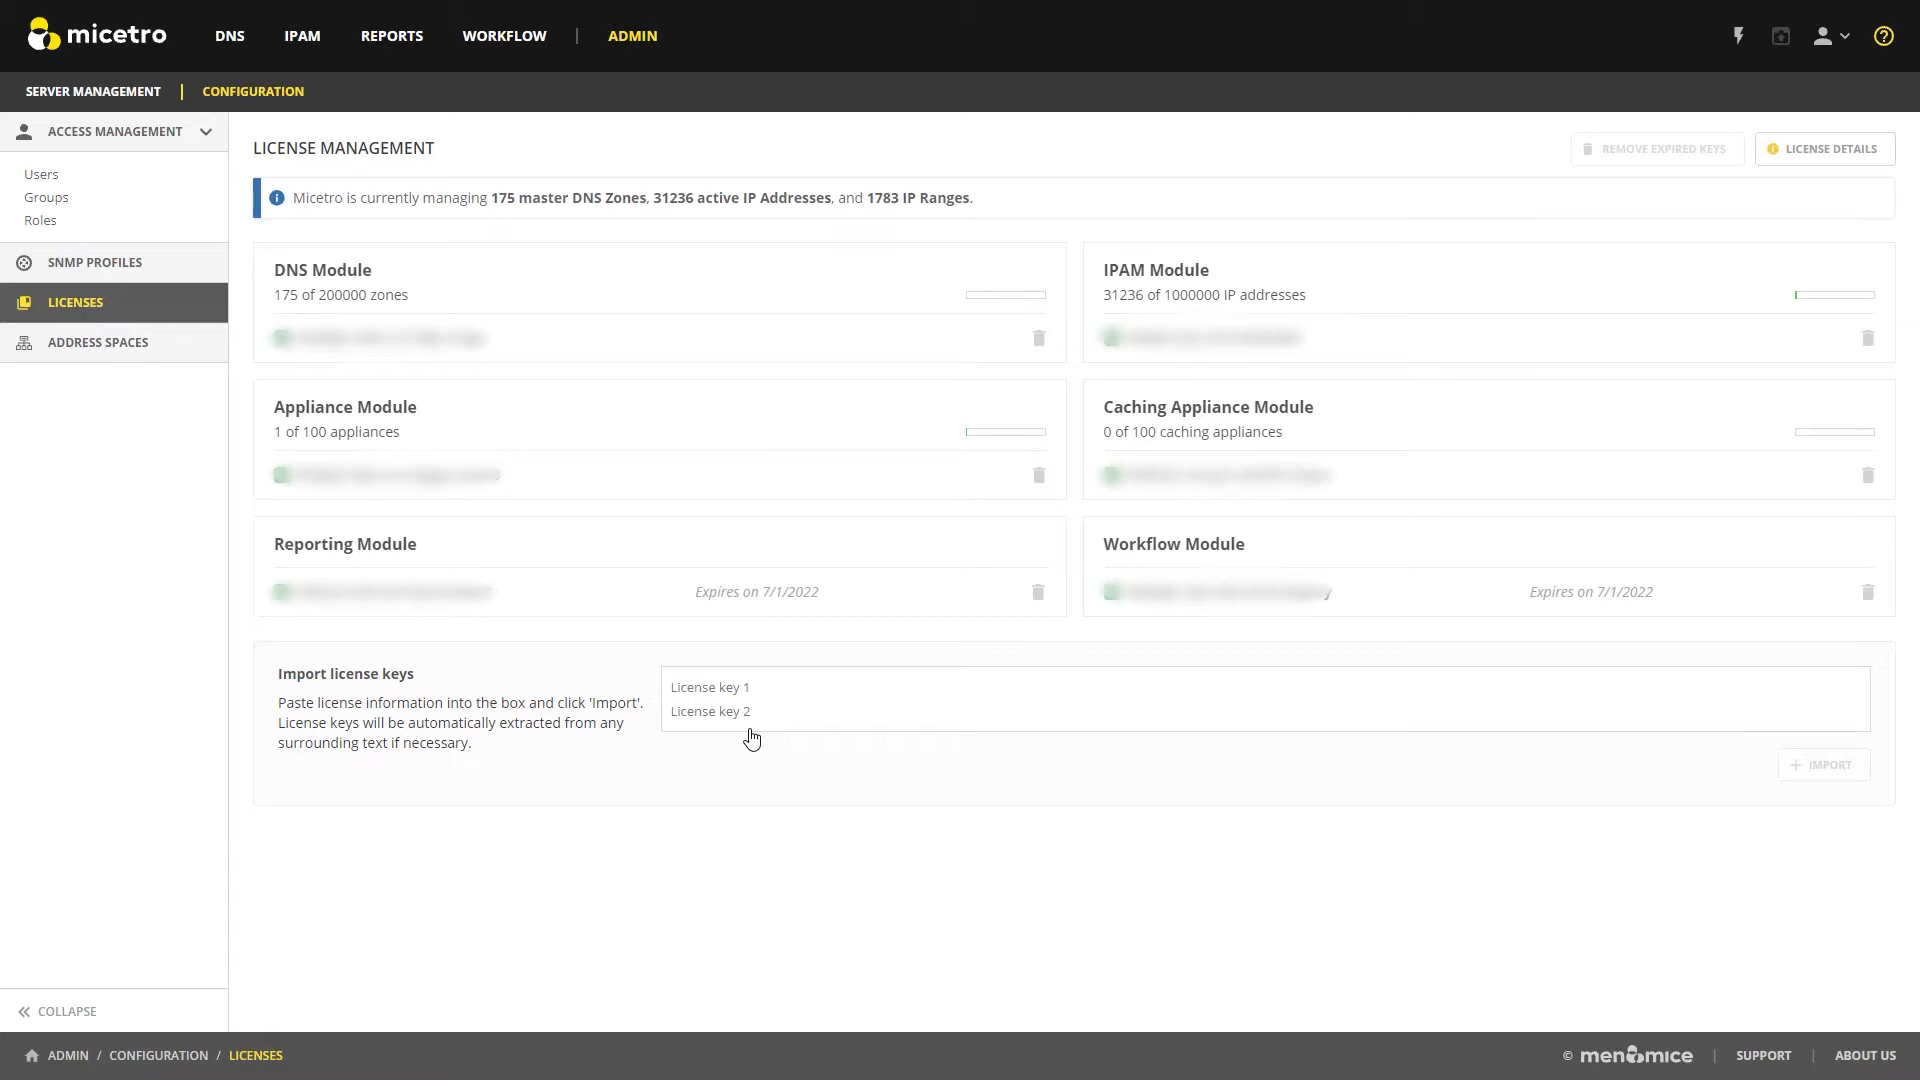 micetro
DNS
IPAM
REPORTS
WORKFLOW
|
ADMIN
SERVER MANAGEMENT
|
CONFIGURATION
ACCESS MANAGEMENT
Users
Groups
Roles
SNMP PROFILES
LICENSES
ADDRESS SPACES
COLLAPSE
LICENSE MANAGEMENT
REMOVE EXPIRED KEYS
LICENSE DETAILS
Micetro is currently managing 175 master DNS Zones, 31236 active IP Addresses, and 1783 IP Ranges.
DNS Module
175 of 200000 zones
IPAM Module
31236 of 1000000 IP addresses
Appliance Module
1 of 100 appliances
Caching Appliance Module
0 of 100 caching appliances
Reporting Module
Expires on 7/1/2022
Workflow Module
Expires on 7/1/2022
Import license keys
Paste license information into the box and click 'Import'.
License keys will be automatically extracted from any
surrounding text if necessary.
License key 1
License key 2
+ IMPORT
ADMIN / CONFIGURATION / LICENSES
© men&mice
|
SUPPORT
|
ABOUT US